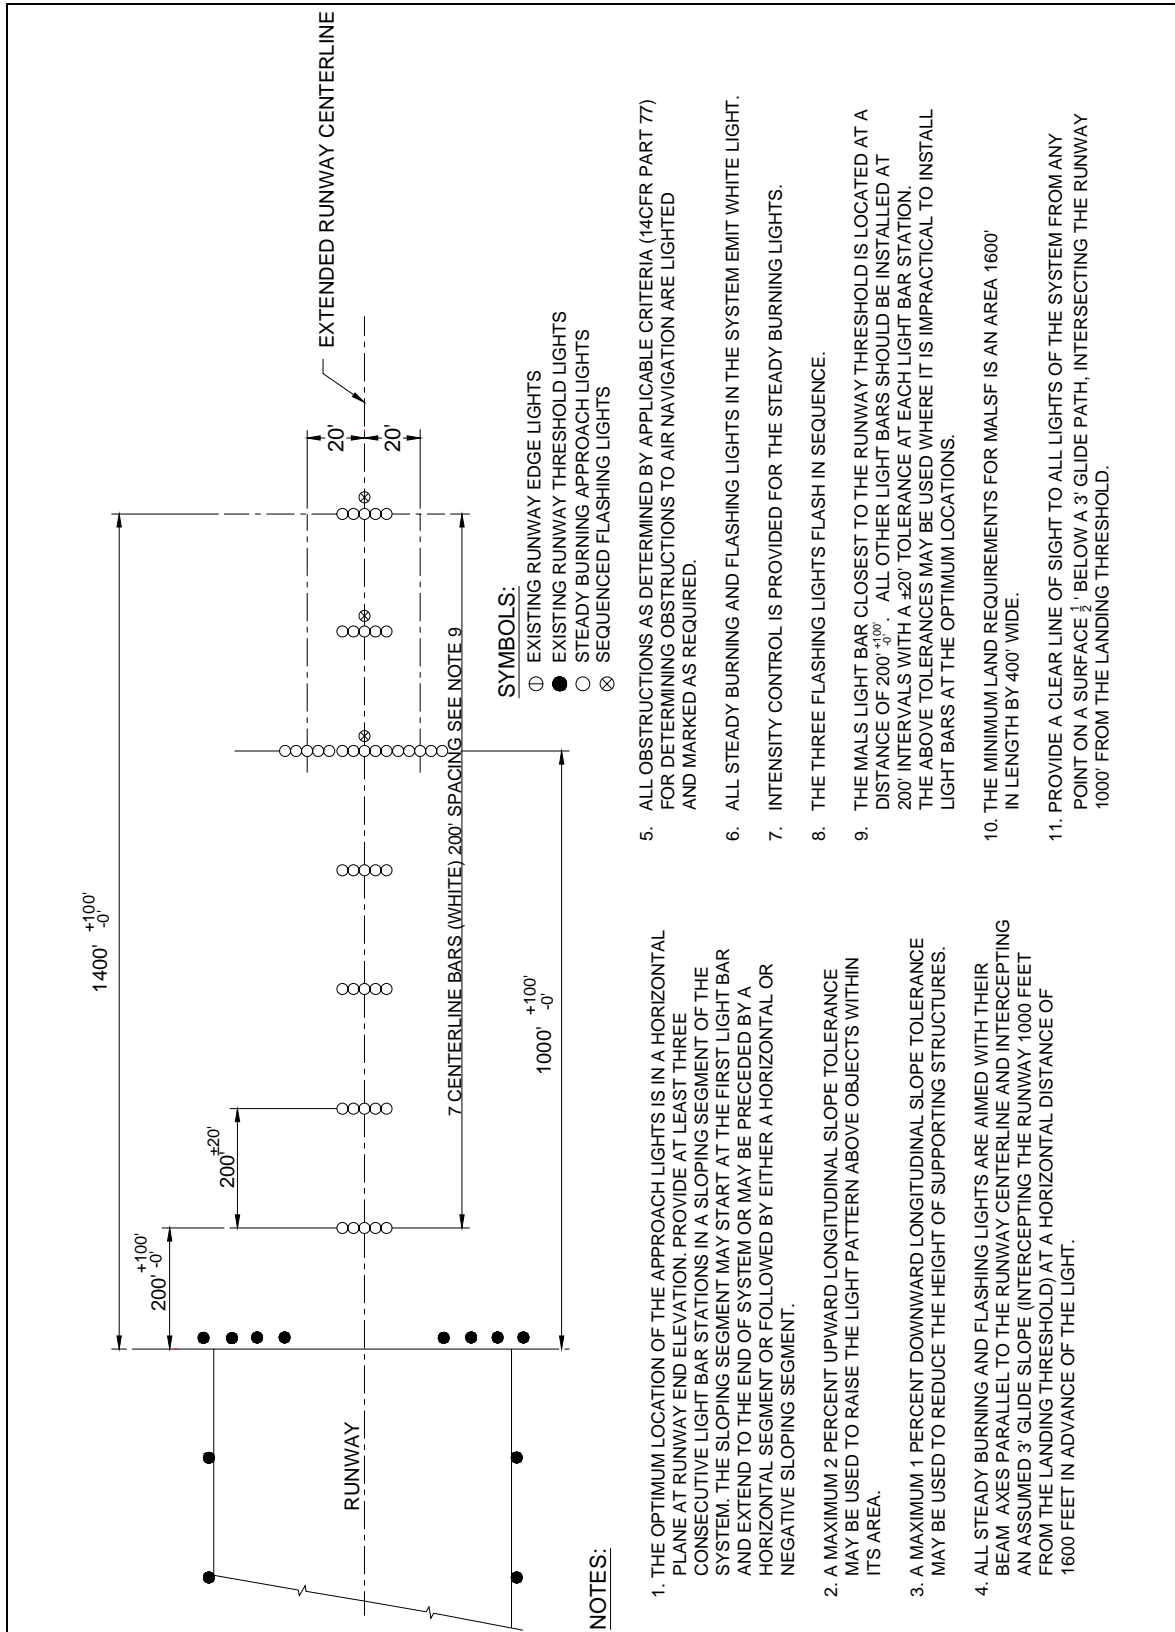 EXTENDED RUNWAY CENTERLINE
1400' +100' -0'
20'
20'
7 CENTERLINE BARS (WHITE) 200' SPACING SEE NOTE 9
200' ±20'
200' +100' -0'
1000' +100' -0'
RUNWAY
SYMBOLS:
EXISTING RUNWAY EDGE LIGHTS
EXISTING RUNWAY THRESHOLD LIGHTS
STEADY BURNING APPROACH LIGHTS
SEQUENCED FLASHING LIGHTS
NOTES:
1. THE OPTIMUM LOCATION OF THE APPROACH LIGHTS IS IN A HORIZONTAL
PLANE AT RUNWAY END ELEVATION. PROVIDE AT LEAST THREE
CONSECUTIVE LIGHT BAR STATIONS IN A SLOPING SEGMENT OF THE
SYSTEM. THE SLOPING SEGMENT MAY START AT THE FIRST LIGHT BAR
AND EXTEND TO THE END OF SYSTEM OR MAY BE PRECEDED BY A
HORIZONTAL SEGMENT OR FOLLOWED BY EITHER A HORIZONTAL OR
NEGATIVE SLOPING SEGMENT.
2. A MAXIMUM 2 PERCENT UPWARD LONGITUDINAL SLOPE TOLERANCE
MAY BE USED TO RAISE THE LIGHT PATTERN ABOVE OBJECTS WITHIN
ITS AREA.
3. A MAXIMUM 1 PERCENT DOWNWARD LONGITUDINAL SLOPE TOLERANCE
MAY BE USED TO REDUCE THE HEIGHT OF SUPPORTING STRUCTURES.
4. ALL STEADY BURNING AND FLASHING LIGHTS ARE AIMED WITH THEIR
BEAM AXES PARALLEL TO THE RUNWAY CENTERLINE AND INTERCEPTING
AN ASSUMED 3' GLIDE SLOPE (INTERCEPTING THE RUNWAY 1000 FEET
FROM THE LANDING THRESHOLD) AT A HORIZONTAL DISTANCE OF
1600 FEET IN ADVANCE OF THE LIGHT.
5. ALL OBSTRUCTIONS AS DETERMINED BY APPLICABLE CRITERIA (14CFR PART 77)
FOR DETERMINING OBSTRUCTIONS TO AIR NAVIGATION ARE LIGHTED
AND MARKED AS REQUIRED.
6. ALL STEADY BURNING AND FLASHING LIGHTS IN THE SYSTEM EMIT WHITE LIGHT.
7. INTENSITY CONTROL IS PROVIDED FOR THE STEADY BURNING LIGHTS.
8. THE THREE FLASHING LIGHTS FLASH IN SEQUENCE.
9. THE MALS LIGHT BAR CLOSEST TO THE RUNWAY THRESHOLD IS LOCATED AT A
DISTANCE OF 200' +100' -0' . ALL OTHER LIGHT BARS SHOULD BE INSTALLED AT
200' INTERVALS WITH A ±20' TOLERANCE AT EACH LIGHT BAR STATION.
THE ABOVE TOLERANCES MAY BE USED WHERE IT IS IMPRACTICAL TO INSTALL
LIGHT BARS AT THE OPTIMUM LOCATIONS.
10. THE MINIMUM LAND REQUIREMENTS FOR MALSF IS AN AREA 1600'
IN LENGTH BY 400' WIDE.
11. PROVIDE A CLEAR LINE OF SIGHT TO ALL LIGHTS OF THE SYSTEM FROM ANY
POINT ON A SURFACE 1/2' BELOW A 3' GLIDE PATH, INTERSECTING THE RUNWAY
1000' FROM THE LANDING THRESHOLD.